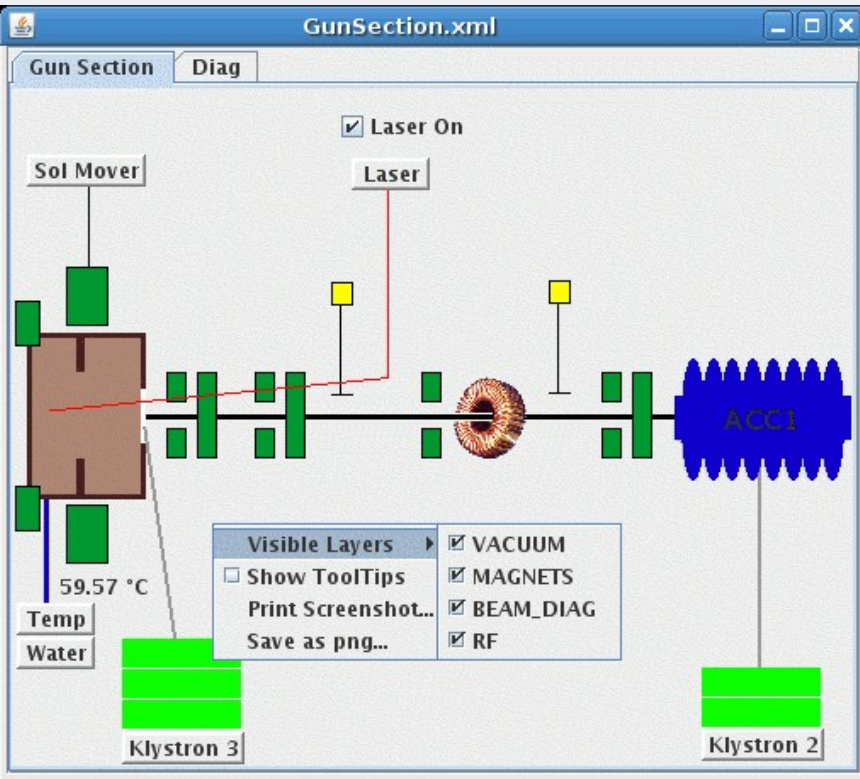 GunSection.xml
Gun Section
Diag
Laser On
Sol Mover
Laser
ACC1
Visible Layers
VACUUM
Show ToolTips
MAGNETS
59.57 °C
Print Screenshot...
BEAM_DIAG
Temp
Save as png...
RF
Water
Klystron 3
Klystron 2